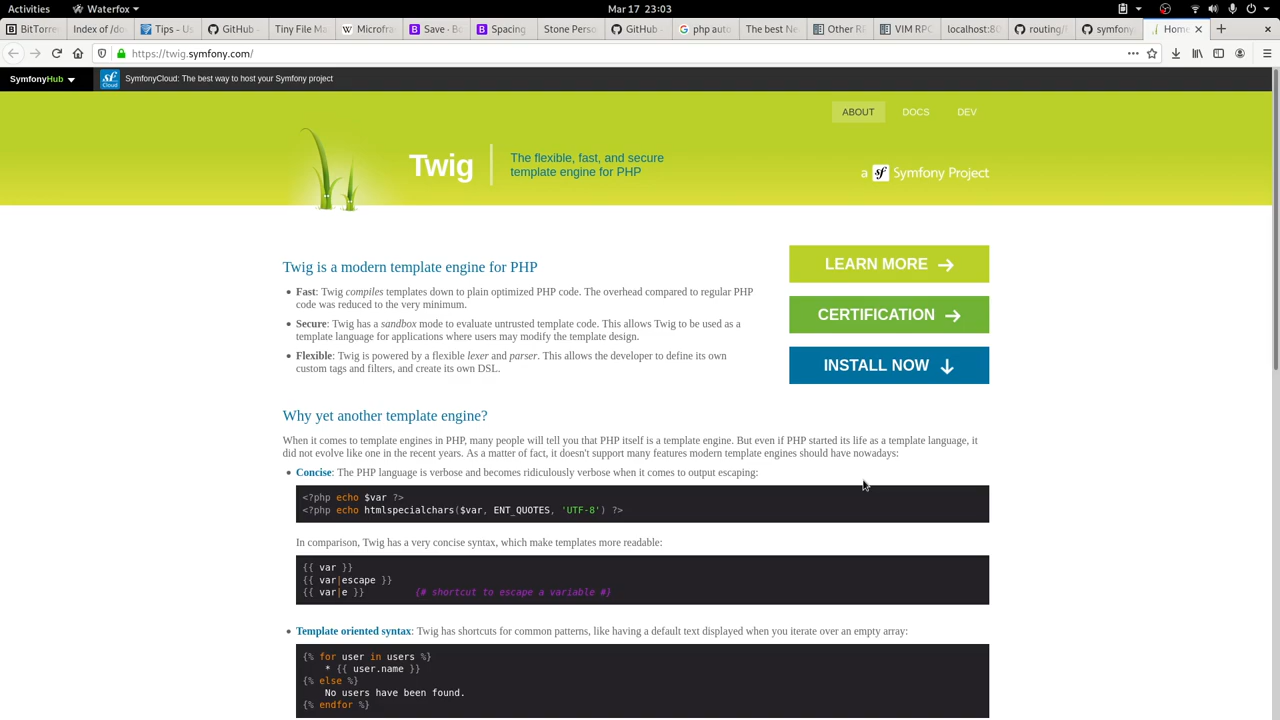 Activities Waterfox Mar 17 23:03
BitTorre Index of /do Tips - Us GitHub Tiny File Ma Microfra Save - Bo Spacing Stone Perso GitHub php auto The best Ne Other RP VIM RPC localhost:80 routing/ symfony Home
https://twig.symfony.com/
SymfonyHub sf Cloud SymfonyCloud: The best way to host your Symfony project
ABOUT DOCS DEV
Twig
The flexible, fast, and secure
template engine for PHP
a sf Symfony Project
Twig is a modern template engine for PHP
Fast: Twig compiles templates down to plain optimized PHP code. The overhead compared to regular PHP
code was reduced to the very minimum.
Secure: Twig has a sandbox mode to evaluate untrusted template code. This allows Twig to be used as a
template language for applications where users may modify the template design.
Flexible: Twig is powered by a flexible lexer and parser. This allows the developer to define its own
custom tags and filters, and create its own DSL.
LEARN MORE
CERTIFICATION
INSTALL NOW
Why yet another template engine?
When it comes to template engines in PHP, many people will tell you that PHP itself is a template engine. But even if PHP started its life as a template language, it
did not evolve like one in the recent years. As a matter of fact, it doesn't support many features modern template engines should have nowadays:
Concise: The PHP language is verbose and becomes ridiculously verbose when it comes to output escaping:
<?php echo $var ?>
<?php echo htmlspecialchars($var, ENT_QUOTES, 'UTF-8') ?>
In comparison, Twig has a very concise syntax, which make templates more readable:
{{ var }}
{{ var|escape }}
{{ var|e }} {# shortcut to escape a variable #}
Template oriented syntax: Twig has shortcuts for common patterns, like having a default text displayed when you iterate over an empty array:
{% for user in users %}
* {{ user.name }}
{% else %}
No users have been found.
{% endfor %}